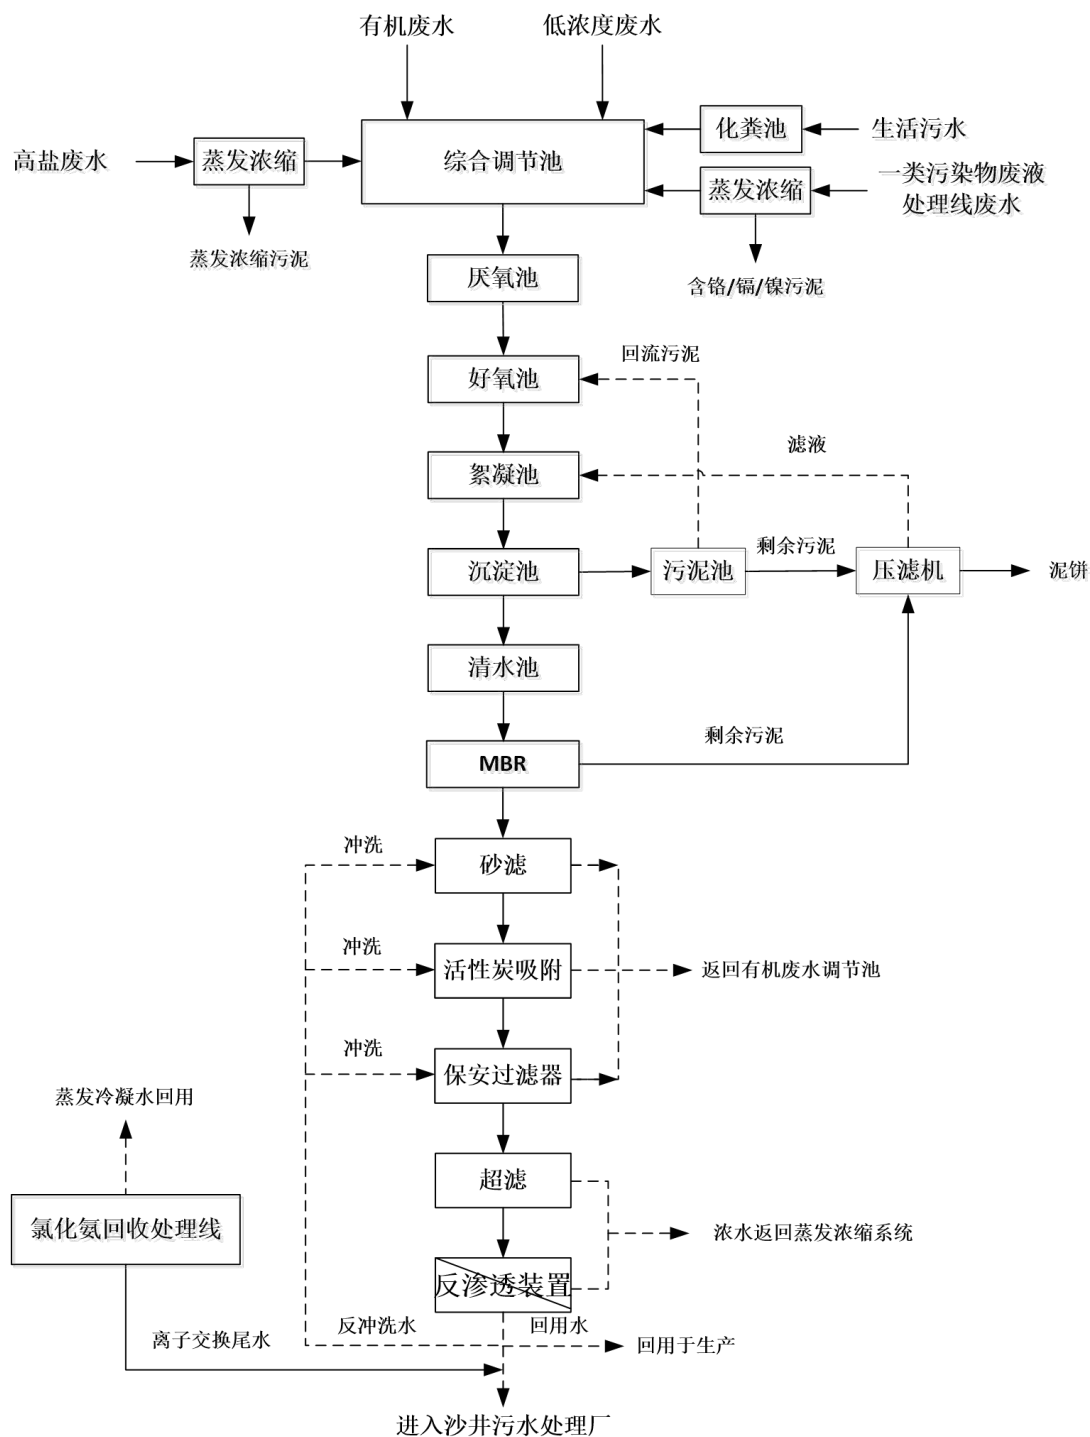 有机废水
低浓度废水
高盐废水
蒸发浓缩
综合调节池
化粪池
生活污水
蒸发浓缩
一类污染物废液
处理线废水
蒸发浓缩污泥
含铬/镉/镍污泥
厌氧池
回流污泥
好氧池
滤液
絮凝池
沉淀池
污泥池
剩余污泥
压滤机
泥饼
清水池
剩余污泥
MBR
冲洗
砂滤
冲洗
活性炭吸附
返回有机废水调节池
冲洗
保安过滤器
蒸发冷凝水回用
超滤
氯化氨回收处理线
浓水返回蒸发浓缩系统
反渗透装置
反冲洗水
回用水
离子交换尾水
回用于生产
进入沙井污水处理厂